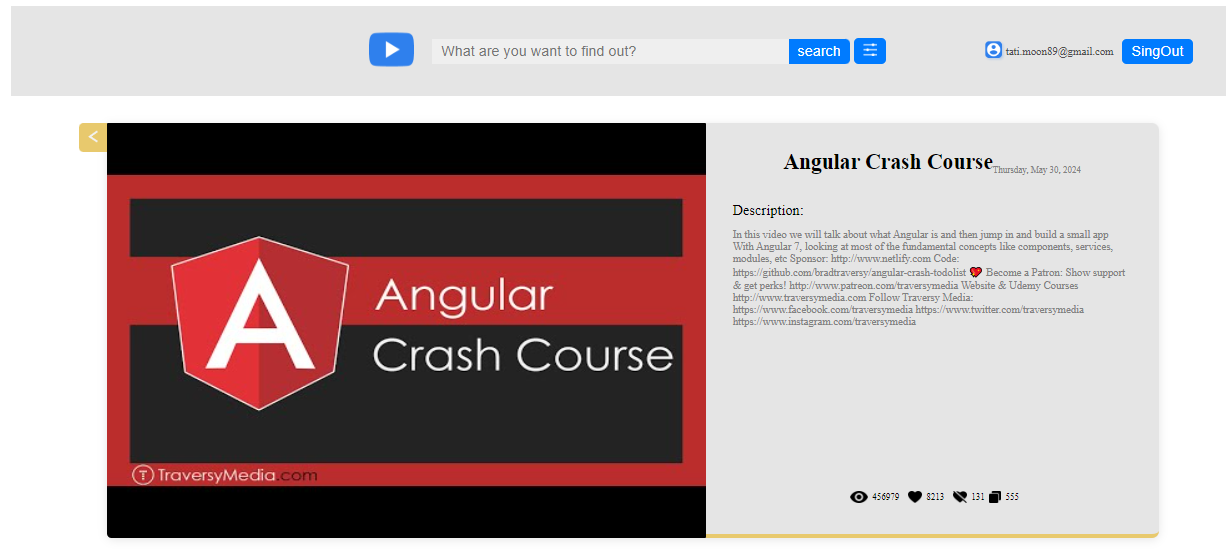 What are you want to find out?
search
tati.moon89@gmail.com
SingOut
<
A
Angular
Crash Course
T TraversyMedia.com
Angular Crash Course Thursday, May 30, 2024
Description:
In this video we will talk about what Angular is and then jump in and build a small app
With Angular 7, looking at most of the fundamental concepts like components, services,
modules, etc Sponsor: http://www.netlify.com Code:
https://github.com/bradtraversy/angular-crash-todolist 💖 Become a Patron: Show support
& get perks! http://www.patreon.com/traversymedia Website & Udemy Courses
http://www.traversymedia.com Follow Traversy Media:
https://www.facebook.com/traversymedia https://www.twitter.com/traversymedia
https://www.instagram.com/traversymedia
456979 8213 131 555